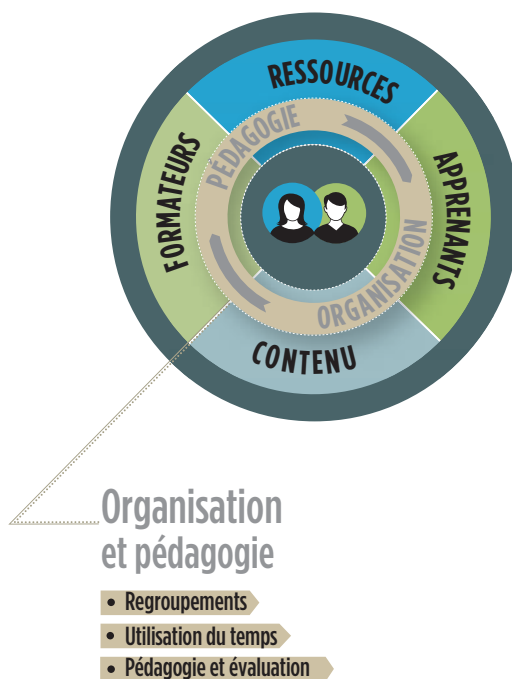 RESSOURCES
PÉDAGOGIE
FORMATEURS
APPRENANTS
ORGANISATION
CONTENU
Organisation
et pédagogie
• Regroupements
• Utilisation du temps
• Pédagogie et évaluation